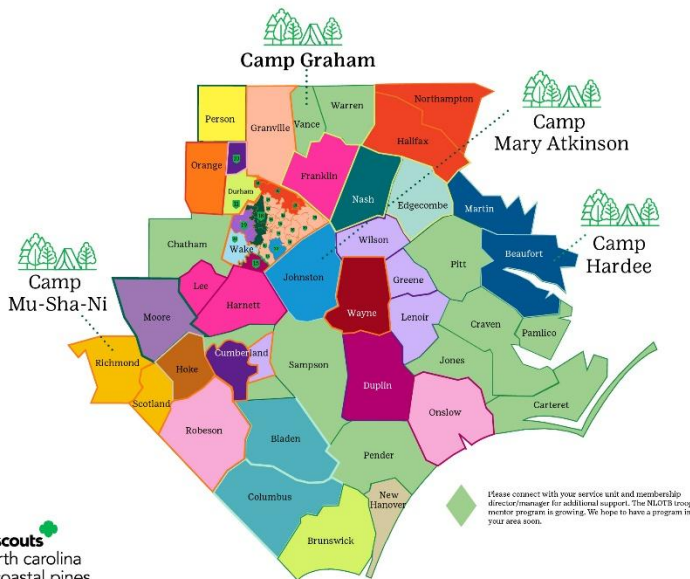 Camp Graham
Camp
Mary Atkinson
Camp
Hardee
Camp
Mu-Sha-Ni
Person
Granville
Vance
Warren
Northampton
Halifax
Orange
Durham
Franklin
Nash
Edgecombe
Martin
Chatham
Wake
Wilson
Pitt
Beaufort
Lee
Johnston
Greene
Moore
Harnett
Wayne
Lenoir
Craven
Pamlico
Richmond
Hoke
Cumberland
Sampson
Jones
Scotland
Duplin
Onslow
Carteret
Robeson
Bladen
Pender
Columbus
New
Hanover
Brunswick
Please connect with your service unit and membership
director/manager for additional support. The NLOTB troop
mentor program is growing. We hope to have a program in
your area soon.
scouts
rth carolina
oastal pines